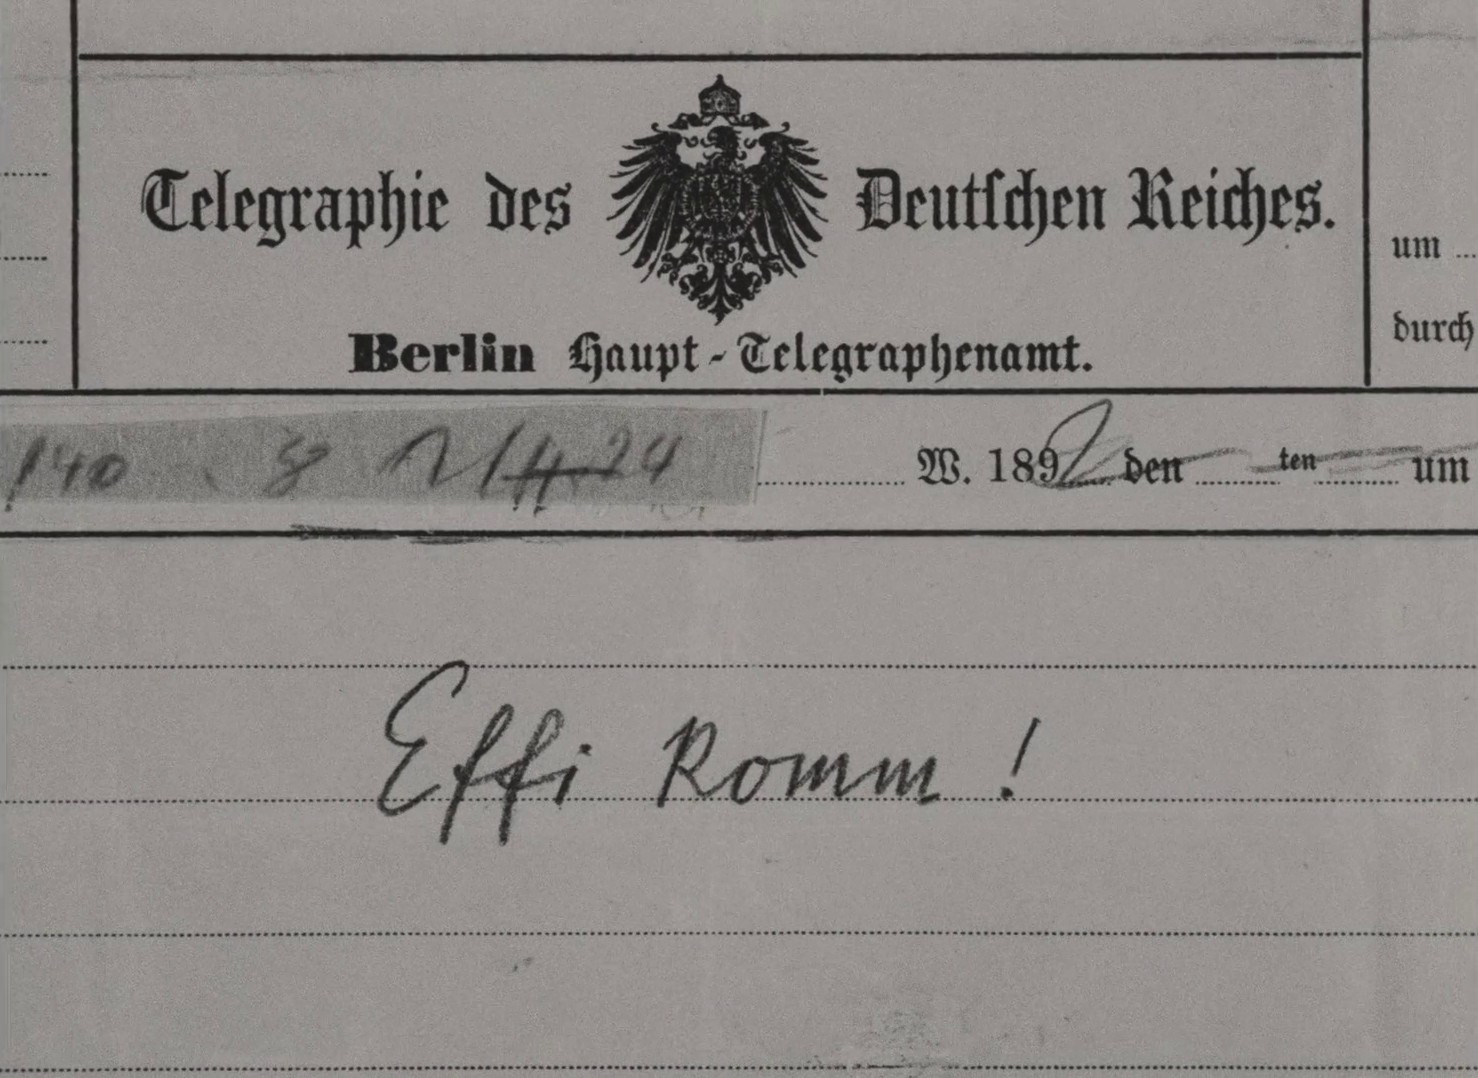 Telegraphie des Deutschen Reiches.
Berlin Haupt-Telegraphenamt.
um
durch
W. 1892 den ten um
Effi komm!